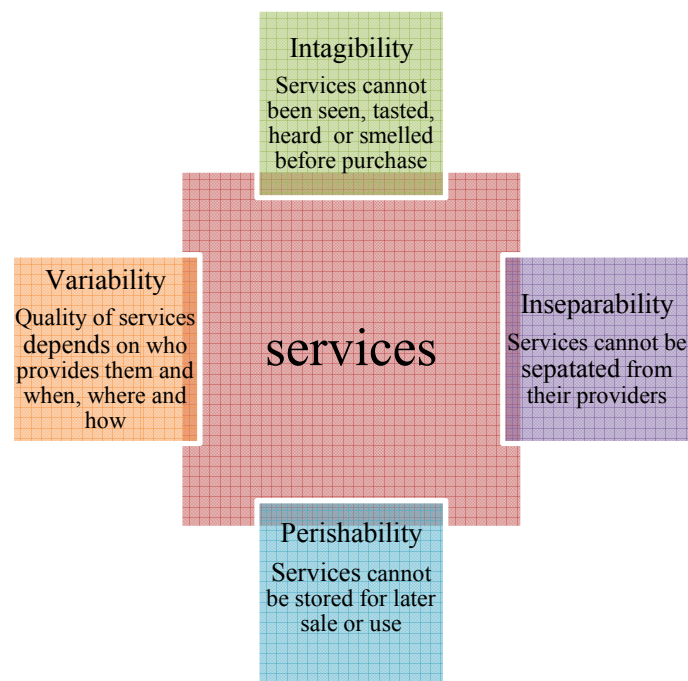 Intagibility
Services cannot
been seen, tasted,
heard or smelled
before purchase
Variability
Quality of services
depends on who
provides them and
when, where and
how
services
Inseparability
Services cannot be
sepatated from
their providers
Perishability
Services cannot
be stored for later
sale or use